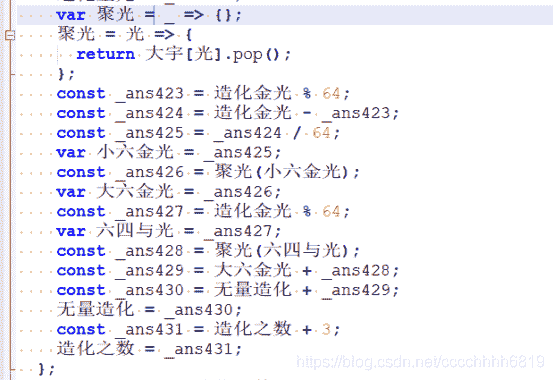 var 聚光 = _ => {};
聚光 = 光 => {
return 大宇[光].pop();
};
const _ans423 = 造化金光 % 64;
const _ans424 = 造化金光 - _ans423;
const _ans425 = _ans424 / 64;
var 小六金光 = _ans425;
const _ans426 = 聚光(小六金光);
var 大六金光 = _ans426;
const _ans427 = 造化金光 % 64;
var 六四与光 = _ans427;
const _ans428 = 聚光(六四与光);
const _ans429 = 大六金光 + _ans428;
const _ans430 = 无量造化 + _ans429;
无量造化 = _ans430;
const _ans431 = 造化之数 + 3;
造化之数 = _ans431;
};
https://blog.csdn.net/cccchhhh6819